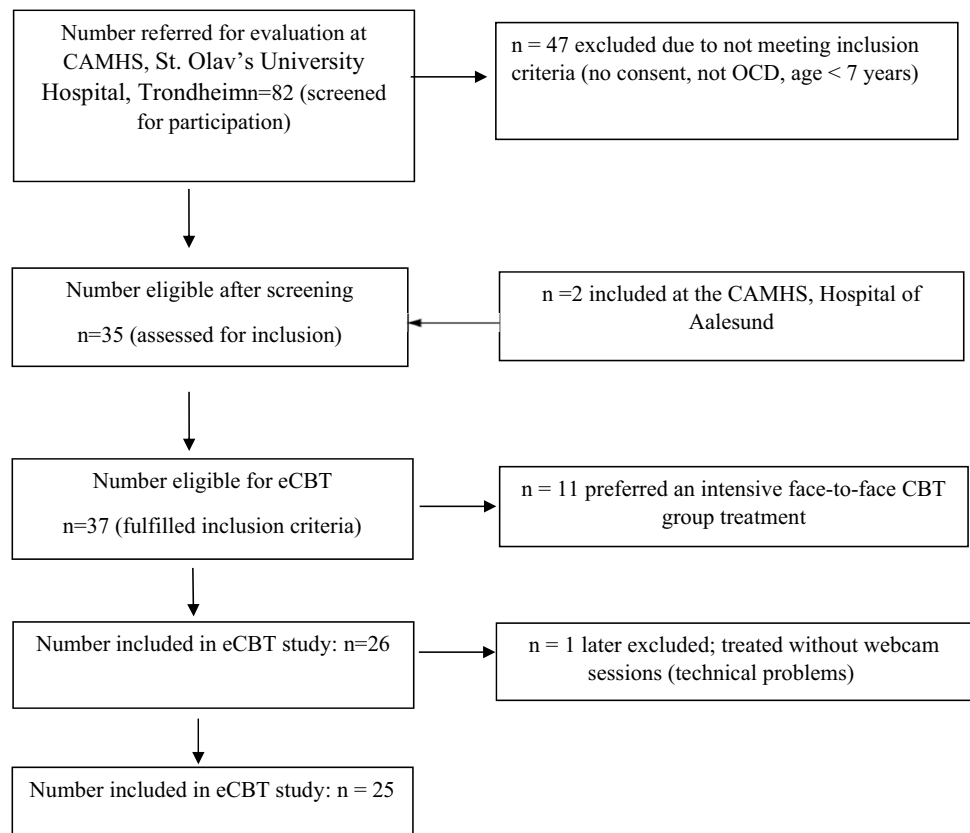 Number referred for evaluation at
CAMHS, St. Olav's University
Hospital, Trondheimn=82 (screened
for participation)
n = 47 excluded due to not meeting inclusion
criteria (no consent, not OCD, age < 7 years)
Number eligible after screening
n=35 (assessed for inclusion)
n =2 included at the CAMHS, Hospital of
Aalesund
Number eligible for eCBT
n=37 (fulfilled inclusion criteria)
n = 11 preferred an intensive face-to-face CBT
group treatment
Number included in eCBT study: n=26
n = 1 later excluded; treated without webcam
sessions (technical problems)
Number included in eCBT study: n = 25